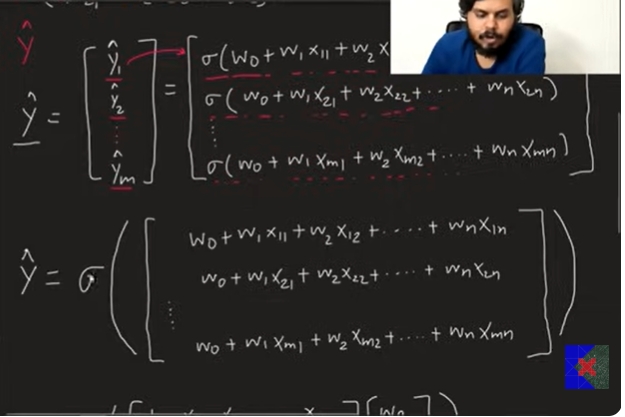 Ŷ
Ŷ = [ŷ₁ ŷ₂ ⋮ ŷₘ] = [σ(w₀ + w₁x₁₁ + w₂x
σ(w₀ + w₁x₂₁ + w₂x₂₂ + .... + wₙx₂ₙ)
⋮
σ(w₀ + w₁xₘ₁ + w₂xₘ₂ + .... + wₙxₘₙ)]
Ŷ = σ([w₀ + w₁x₁₁ + w₂x₁₂ + .... + wₙx₁ₙ
w₀ + w₁x₂₁ + w₂x₂₂ + .... + wₙx₂ₙ
⋮
w₀ + w₁xₘ₁ + w₂xₘ₂ + .... + wₙxₘₙ])